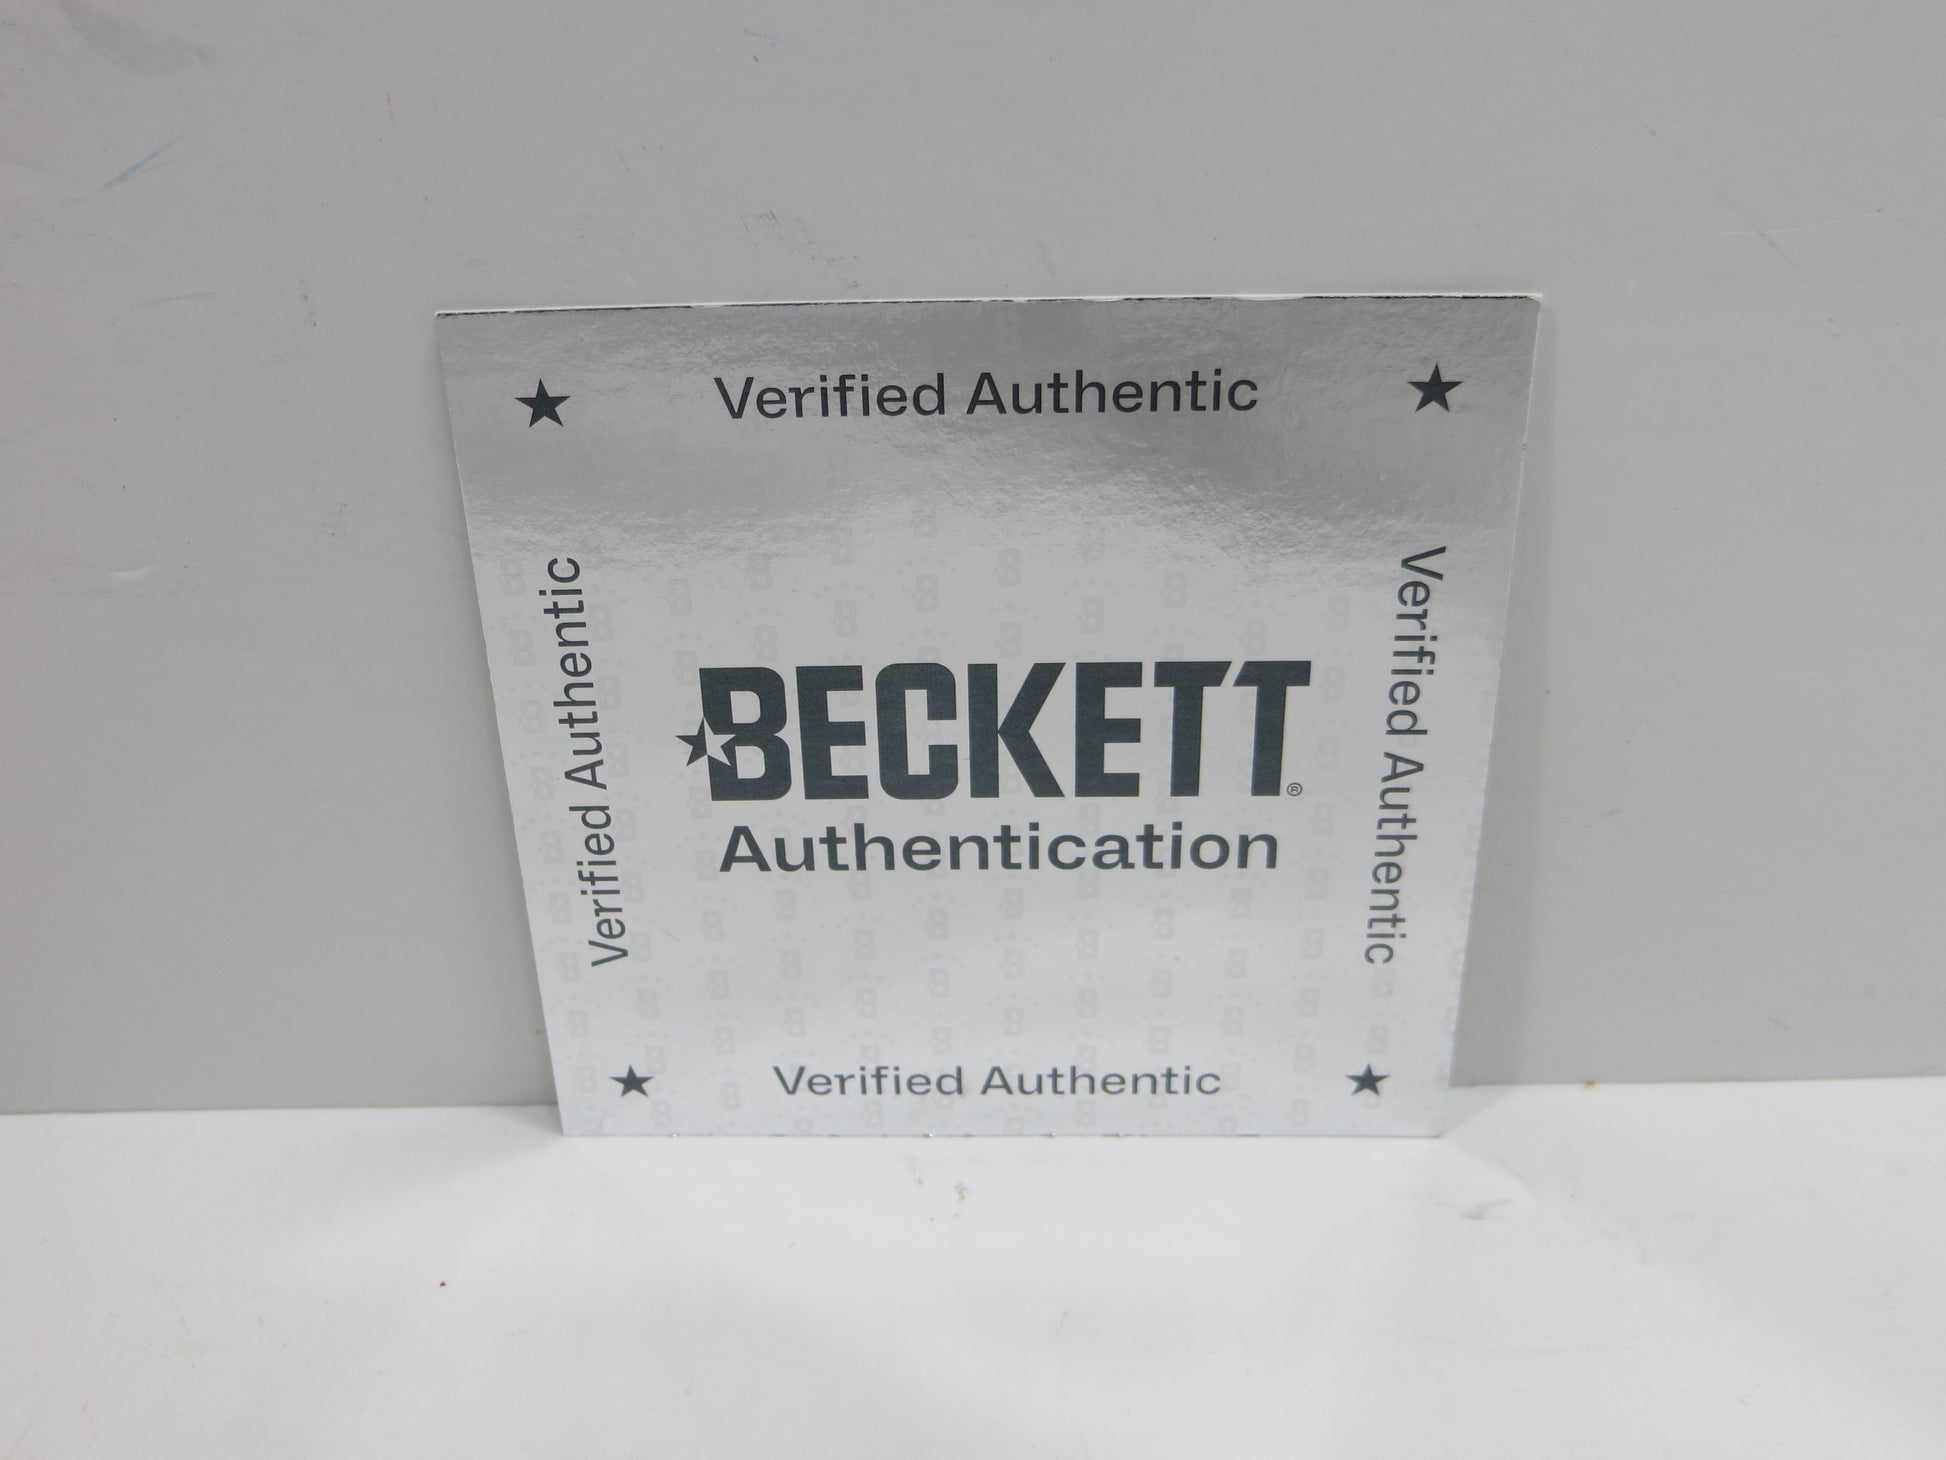 ★ Verified Authentic ★
Verified Authentic
BECKETT®
Authentication
Verified Authentic
★ Verified Authentic ★